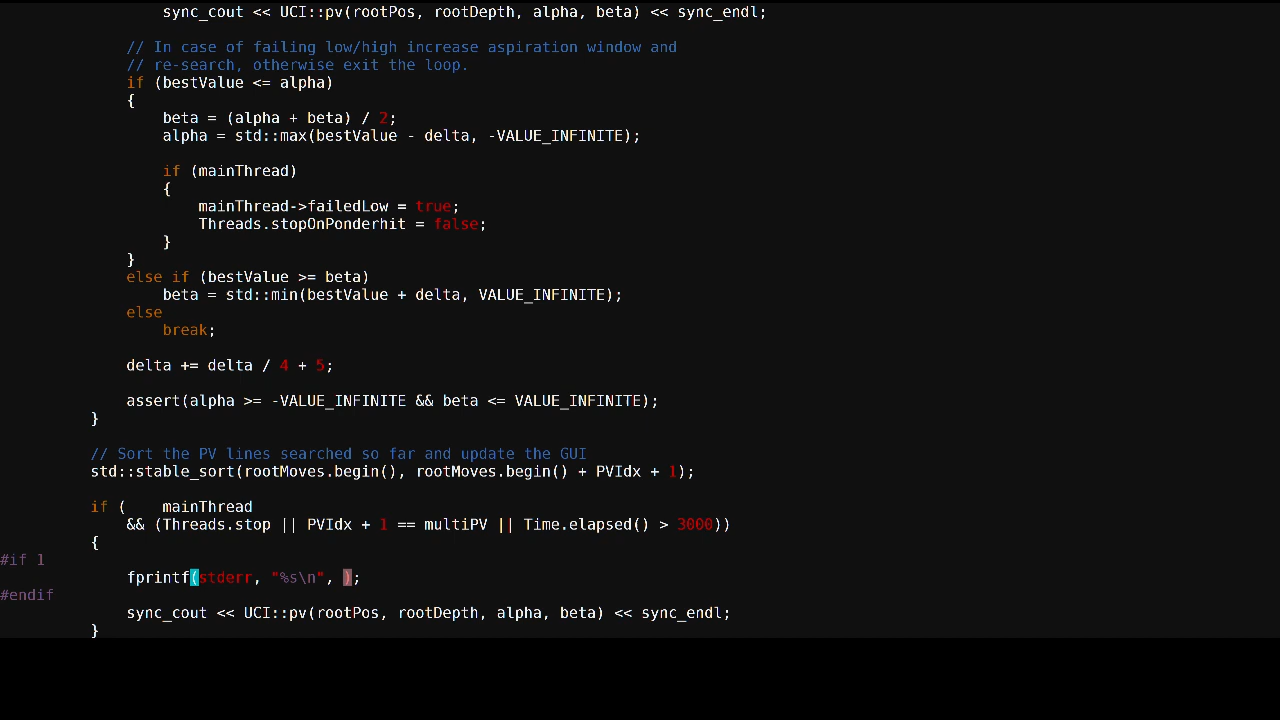 sync_cout << UCI::pv(rootPos, rootDepth, alpha, beta) << sync_endl;
// In case of failing low/high increase aspiration window and
// re-search, otherwise exit the loop.
if (bestValue <= alpha)
{
beta = (alpha + beta) / 2;
alpha = std::max(bestValue - delta, -VALUE_INFINITE);
if (mainThread)
{
mainThread->failedLow = true;
Threads.stopOnPonderhit = false;
}
}
else if (bestValue >= beta)
beta = std::min(bestValue + delta, VALUE_INFINITE);
else
break;
delta += delta / 4 + 5;
assert(alpha >= -VALUE_INFINITE && beta <= VALUE_INFINITE);
}
// Sort the PV lines searched so far and update the GUI
std::stable_sort(rootMoves.begin(), rootMoves.begin() + PVIdx + 1);
if (    mainThread
&& (Threads.stop || PVIdx + 1 == multiPV || Time.elapsed() > 3000))
{
#if 1
fprintf(stderr, "%s\n", );
#endif
sync_cout << UCI::pv(rootPos, rootDepth, alpha, beta) << sync_endl;
}